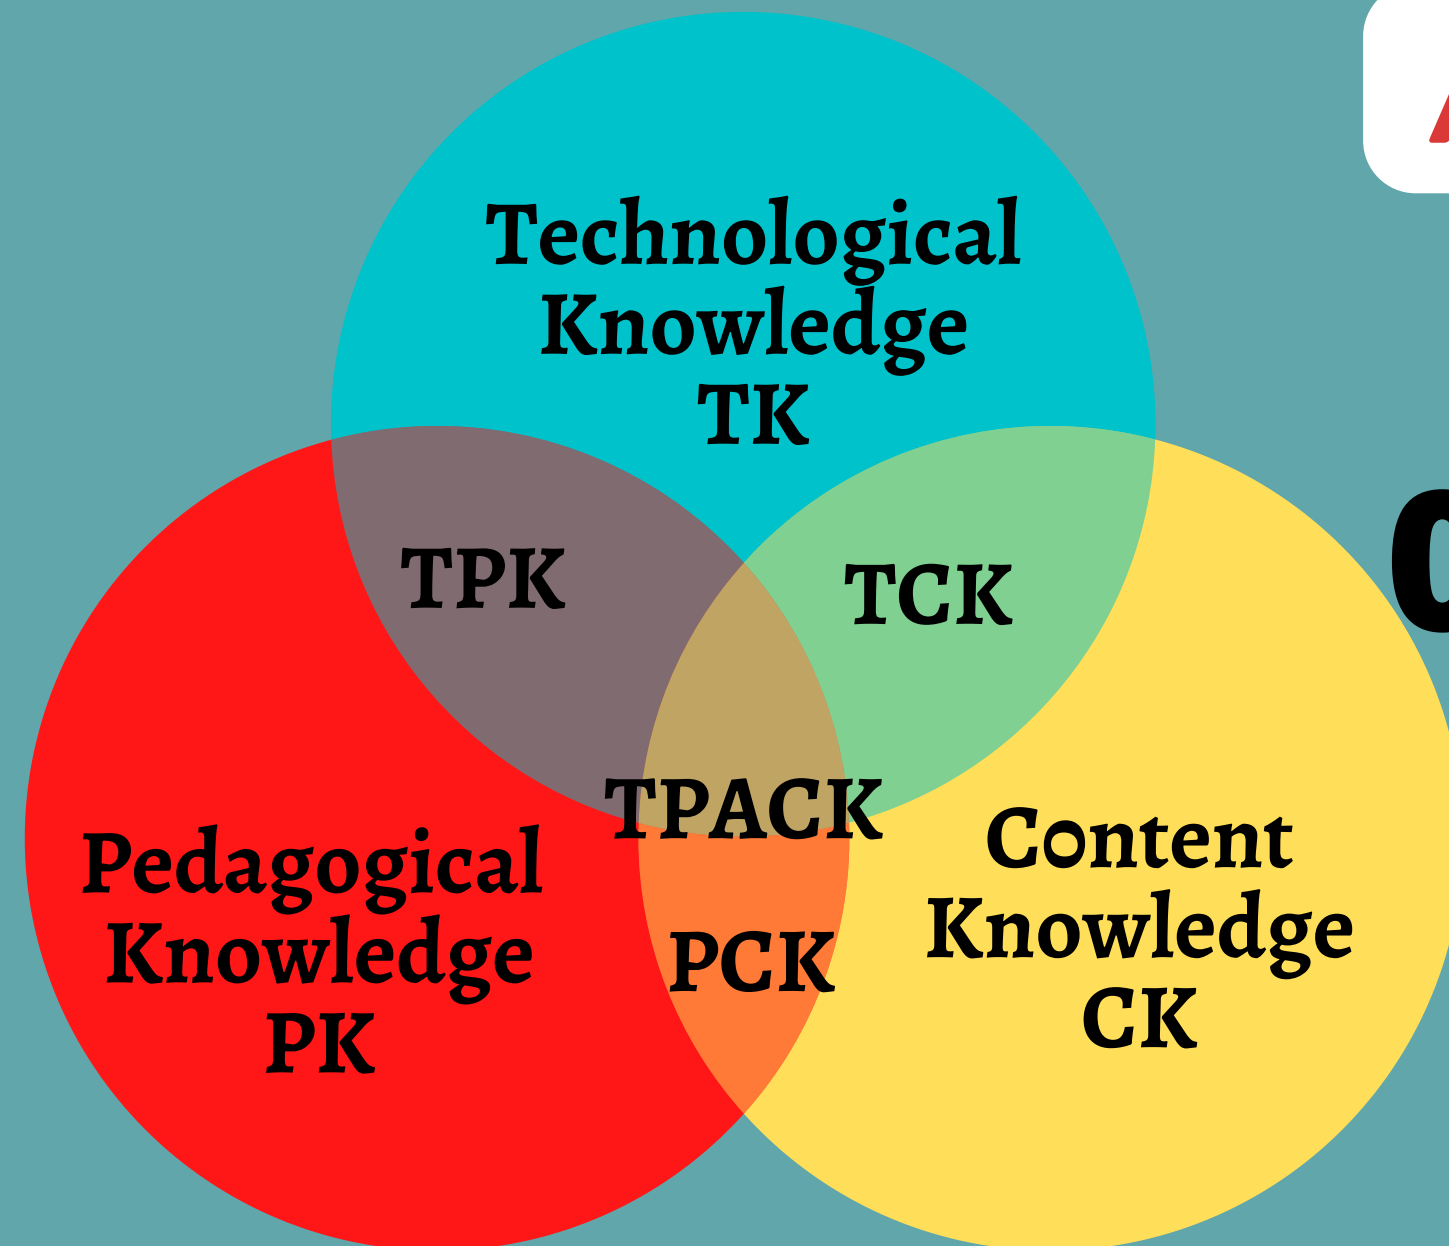 Technological
Knowledge
TK
TPK
TCK
TPACK
Pedagogical
Knowledge
PK
PCK
Content
Knowledge
CK